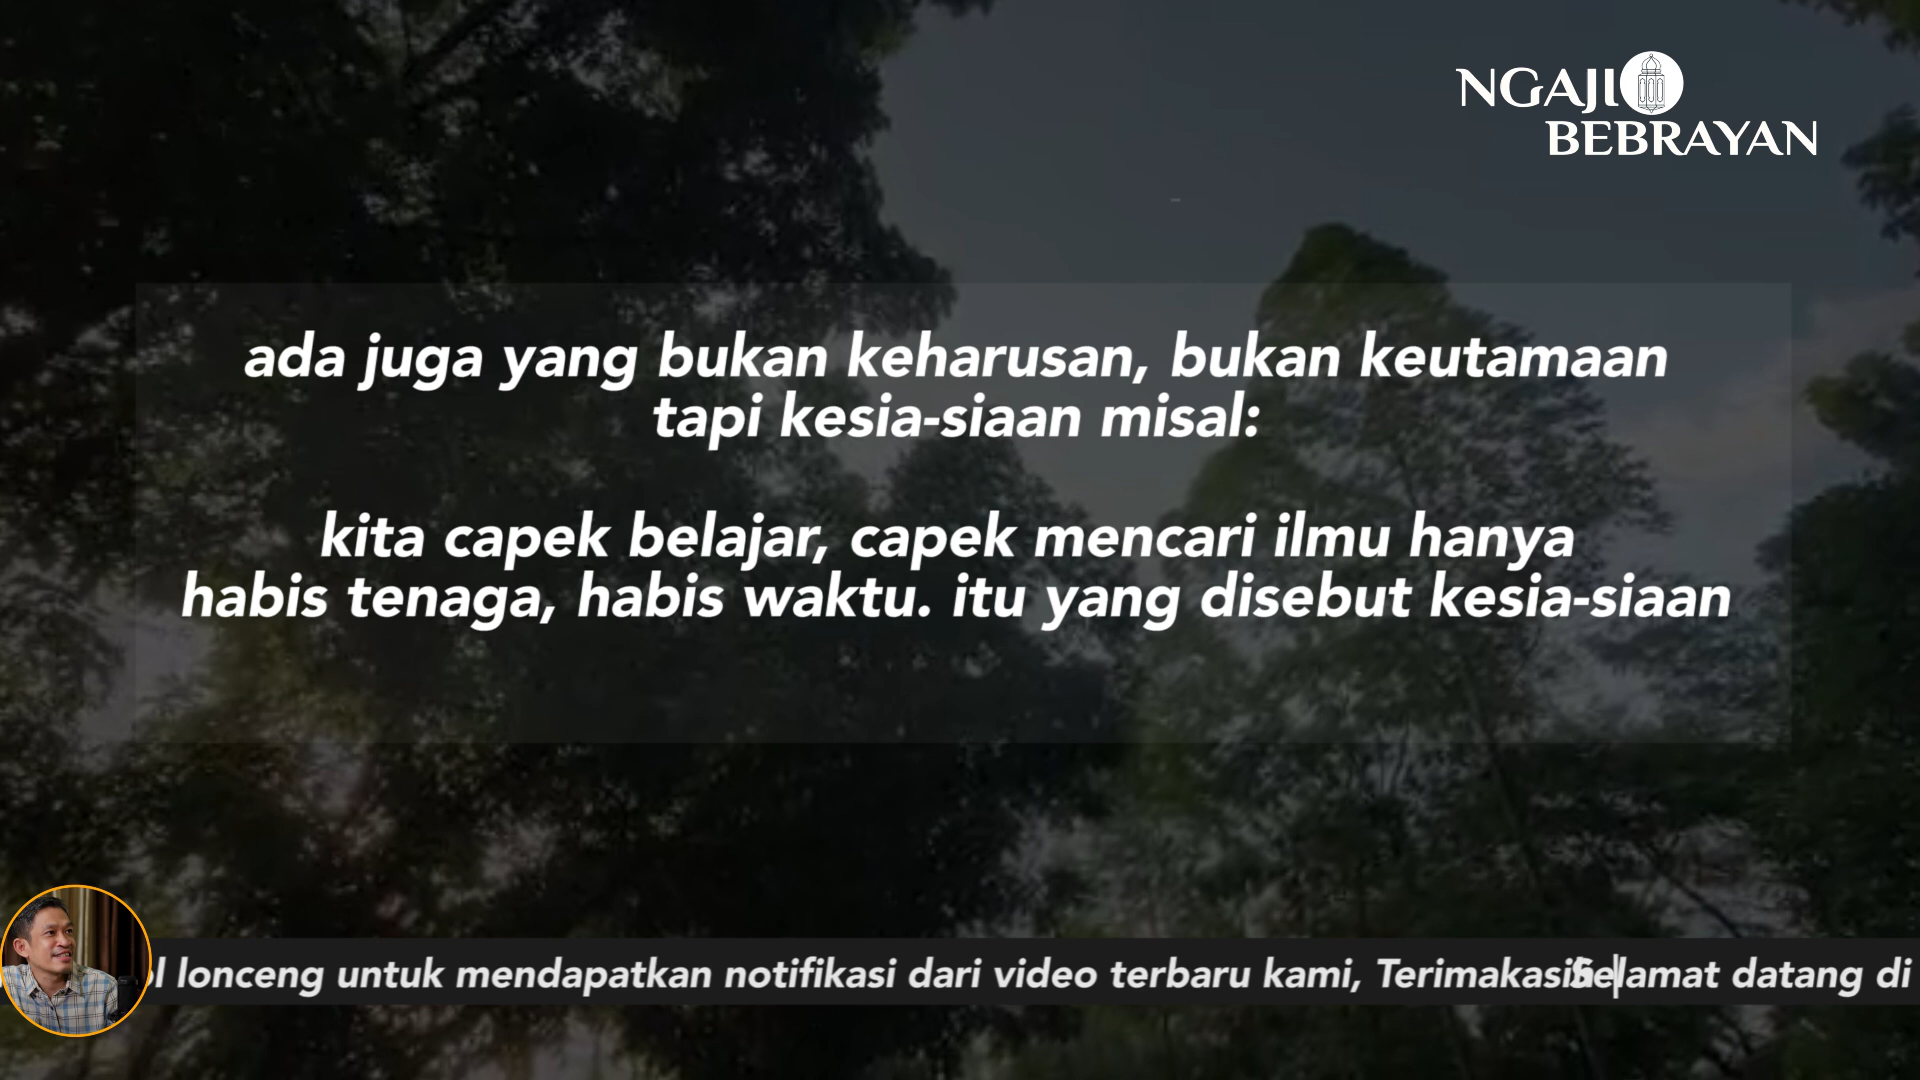 NGAJI
BEBRAYAN
ada juga yang bukan keharusan, bukan keutamaan
tapi kesia-siaan misal:
kita capek belajar, capek mencari ilmu hanya
habis tenaga, habis waktu. itu yang disebut kesia-siaan
lonceng untuk mendapatkan notifikasi dari video terbaru kami, Terimakasih | Selamat datang di